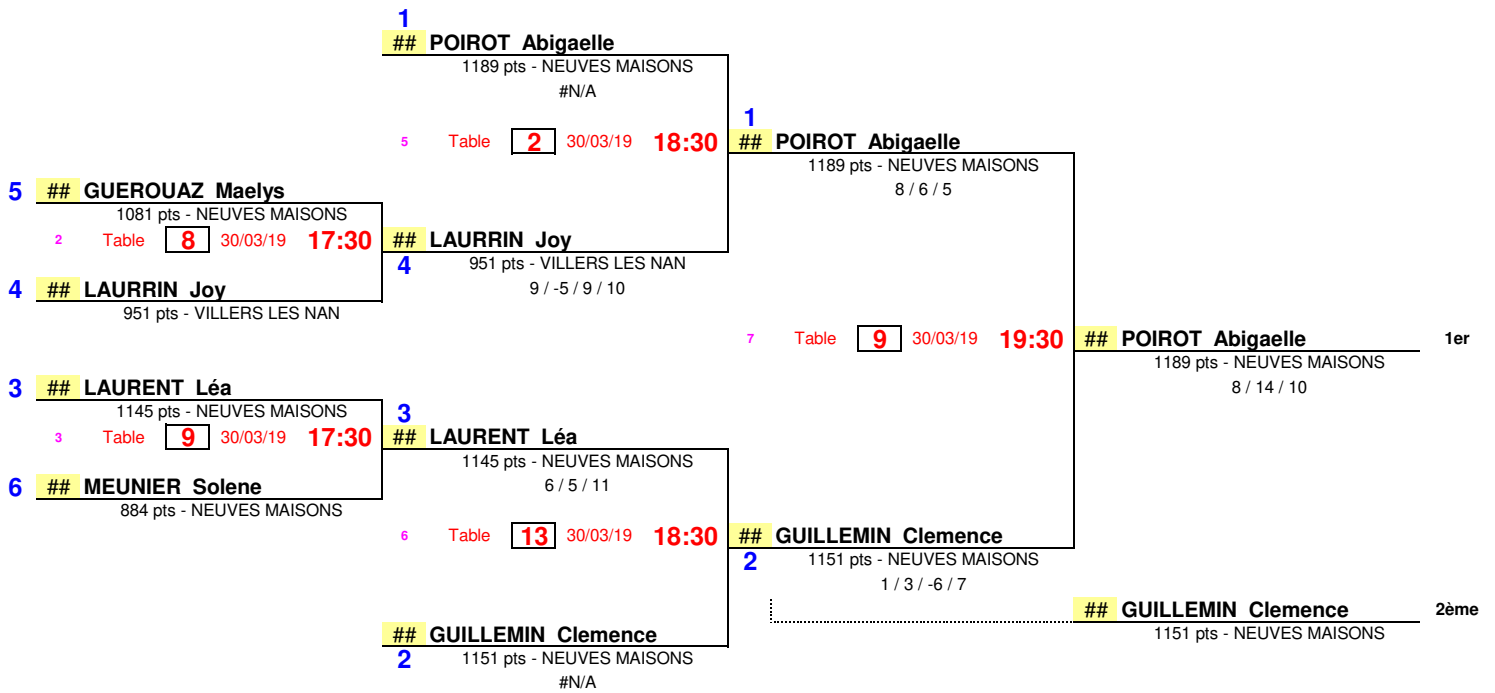 1
## POIROT Abigaelle
1189 pts - NEUVES MAISONS
#N/A
5 Table 2 30/03/19 18:30
1
## POIROT Abigaelle
1189 pts - NEUVES MAISONS
8 / 6 / 5
5 ## GUEROUAZ Maelys
1081 pts - NEUVES MAISONS
2 Table 8 30/03/19 17:30
## LAURRIN Joy
4
951 pts - VILLERS LES NAN
9 / -5 / 9 / 10
4 ## LAURRIN Joy
951 pts - VILLERS LES NAN
7 Table 9 30/03/19 19:30
## POIROT Abigaelle 1er
1189 pts - NEUVES MAISONS
8 / 14 / 10
3 ## LAURENT Léa
1145 pts - NEUVES MAISONS
3 Table 9 30/03/19 17:30
3
## LAURENT Léa
1145 pts - NEUVES MAISONS
6 / 5 / 11
6 ## MEUNIER Solene
884 pts - NEUVES MAISONS
6 Table 13 30/03/19 18:30
## GUILLEMIN Clemence
2
1151 pts - NEUVES MAISONS
1 / 3 / -6 / 7
## GUILLEMIN Clemence 2ème
1151 pts - NEUVES MAISONS
## GUILLEMIN Clemence
2
1151 pts - NEUVES MAISONS
#N/A